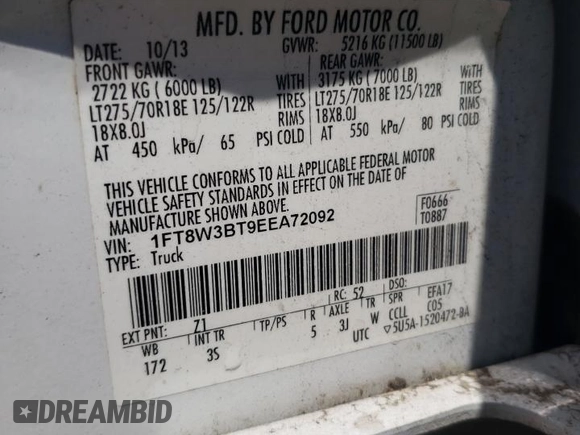 MFD. BY FORD MOTOR CO.
DATE: 10/13 GVWR: 5216 KG (11500 LB)
FRONT GAWR: REAR GAWR:
2722 KG ( 6000 LB) WITH 3175 KG ( 7000 LB) WITH
LT275/70R18E 125/122R TIRES LT275/70R18E 125/122R TIRES
18X8.0J RIMS 18X8.0J RIMS
AT 450 kPa/ 65 PSI COLD AT 550 kPa/ 80 PSI COLD
THIS VEHICLE CONFORMS TO ALL APPLICABLE FEDERAL MOTOR
VEHICLE SAFETY STANDARDS IN EFFECT ON THE DATE OF
MANUFACTURE SHOWN ABOVE.
VIN: 1FT8W3BT9EEA72092
TYPE: Truck
F0666
T0887
EXT PNT: Z1 RC: 52 DSO:
WB INT TR TP/PS R AXLE TR SPR EFA17
172 3S 5 3J W CCLL C05
UTC ▽5U5A-1520472-BA
DREAMBID